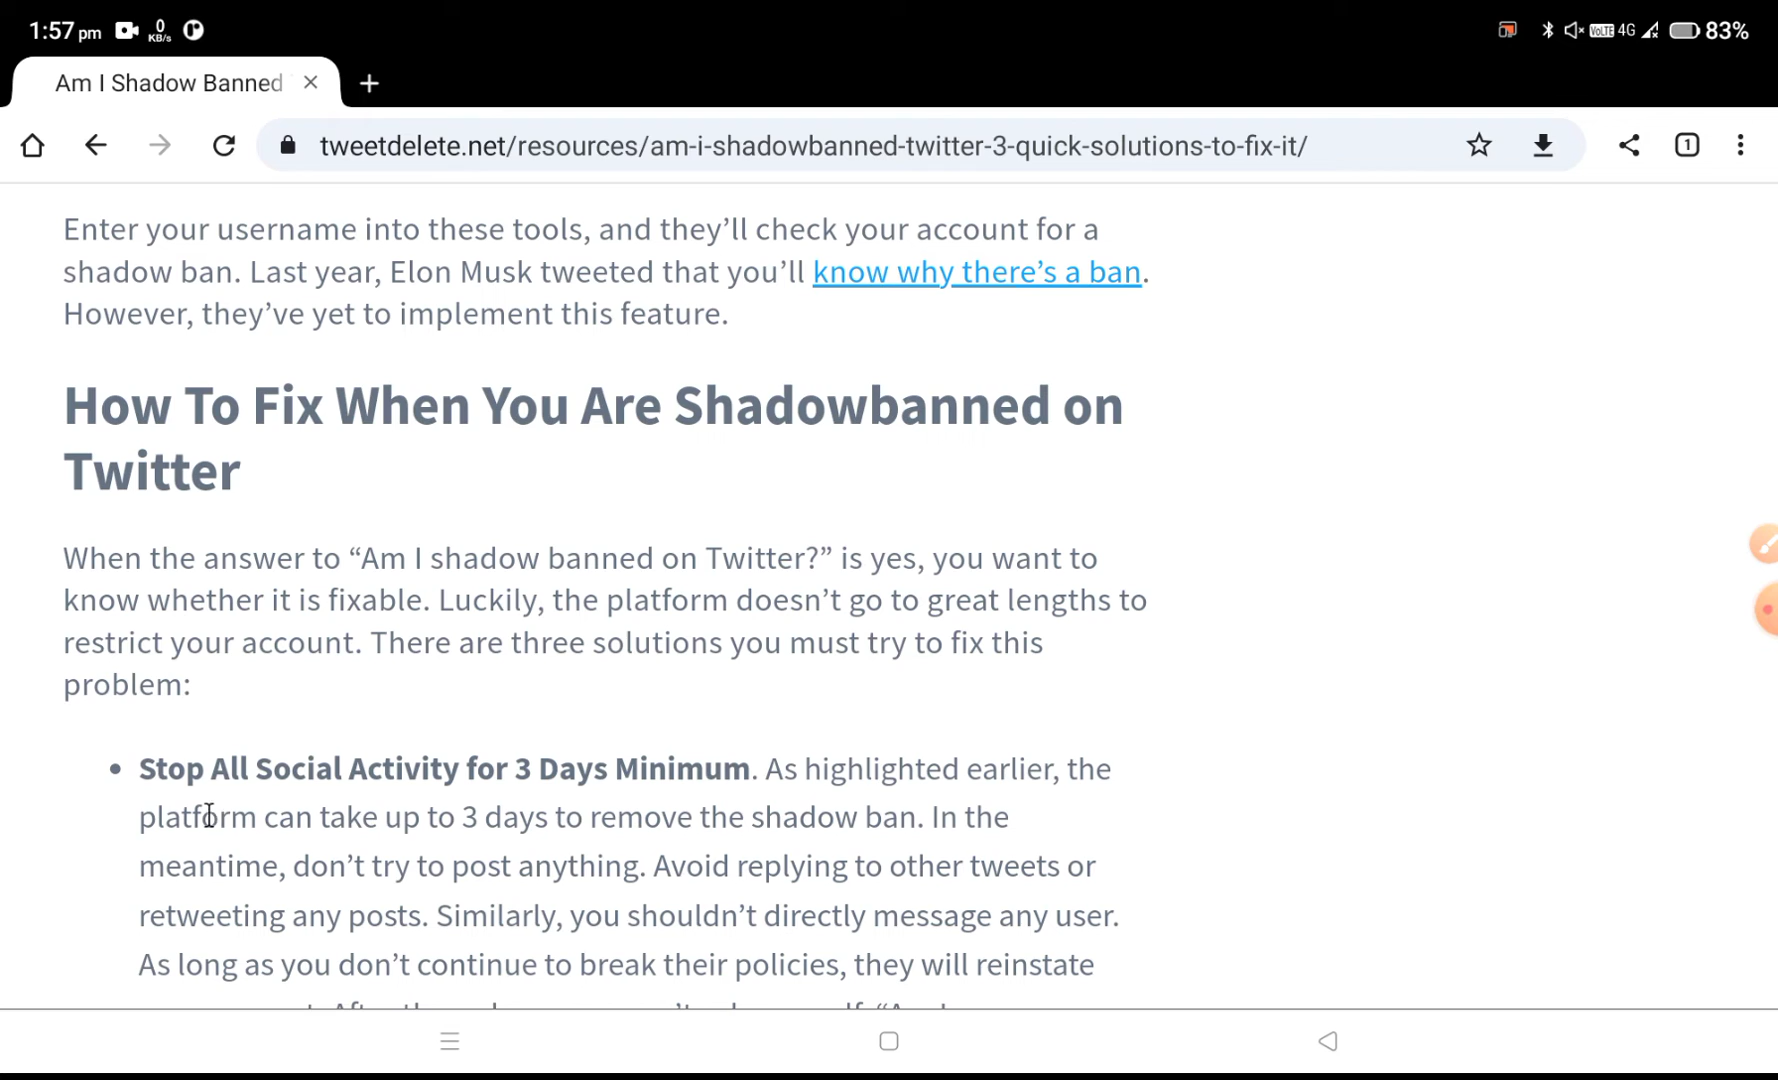 1:57 pm 0 KB/s VoLTE 4G 83%
Am I Shadow Banned
tweetdelete.net/resources/am-i-shadowbanned-twitter-3-quick-solutions-to-fix-it/ 1
Enter your username into these tools, and they’ll check your account for a
shadow ban. Last year, Elon Musk tweeted that you’ll know why there’s a ban.
However, they’ve yet to implement this feature.
How To Fix When You Are Shadowbanned on
Twitter
When the answer to “Am I shadow banned on Twitter?” is yes, you want to
know whether it is fixable. Luckily, the platform doesn’t go to great lengths to
restrict your account. There are three solutions you must try to fix this
problem:
• Stop All Social Activity for 3 Days Minimum. As highlighted earlier, the
platform can take up to 3 days to remove the shadow ban. In the
meantime, don’t try to post anything. Avoid replying to other tweets or
retweeting any posts. Similarly, you shouldn’t directly message any user.
As long as you don’t continue to break their policies, they will reinstate